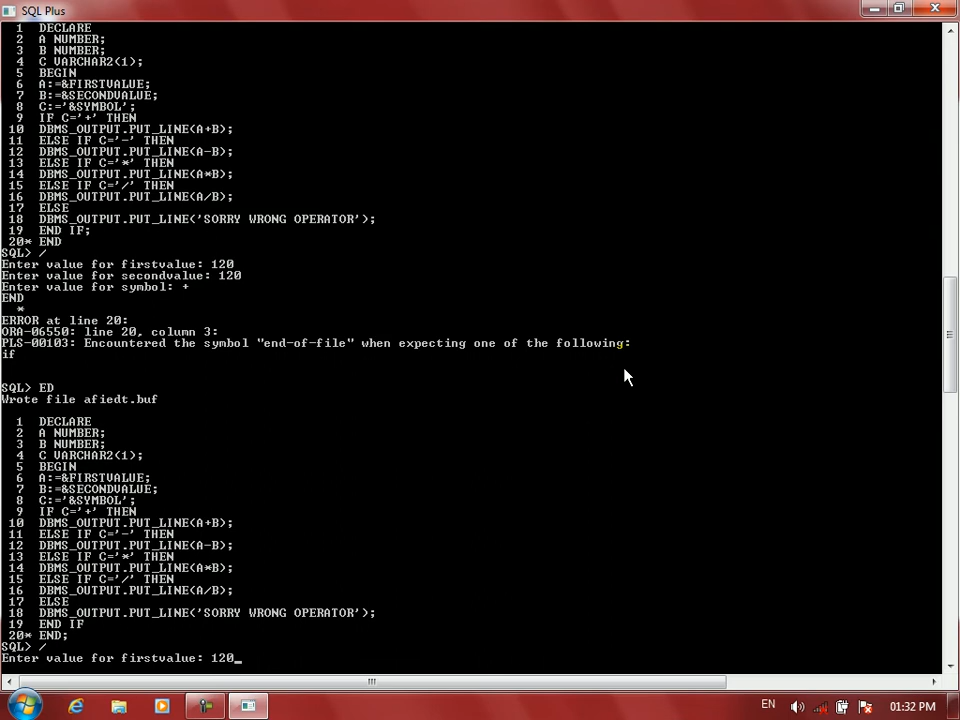 SQL Plus
1 DECLARE
2 A NUMBER;
3 B NUMBER;
4 C VARCHAR2(1);
5 BEGIN
6 A:=&FIRSTVALUE;
7 B:=&SECONDVALUE;
8 C:='&SYMBOL';
9 IF C='+' THEN
10 DBMS_OUTPUT.PUT_LINE(A+B);
11 ELSE IF C='-' THEN
12 DBMS_OUTPUT.PUT_LINE(A-B);
13 ELSE IF C='*' THEN
14 DBMS_OUTPUT.PUT_LINE(A*B);
15 ELSE IF C='/' THEN
16 DBMS_OUTPUT.PUT_LINE(A/B);
17 ELSE
18 DBMS_OUTPUT.PUT_LINE('SORRY WRONG OPERATOR');
19 END IF;
20* END
SQL> /
Enter value for firstvalue: 120
Enter value for secondvalue: 120
Enter value for symbol: +
END
*
ERROR at line 20:
ORA-06550: line 20, column 3:
PLS-00103: Encountered the symbol "end-of-file" when expecting one of the following:
if
SQL> ED
Wrote file afiedt.buf
1 DECLARE
2 A NUMBER;
3 B NUMBER;
4 C VARCHAR2(1);
5 BEGIN
6 A:=&FIRSTVALUE;
7 B:=&SECONDVALUE;
8 C:='&SYMBOL';
9 IF C='+' THEN
10 DBMS_OUTPUT.PUT_LINE(A+B);
11 ELSE IF C='-' THEN
12 DBMS_OUTPUT.PUT_LINE(A-B);
13 ELSE IF C='*' THEN
14 DBMS_OUTPUT.PUT_LINE(A*B);
15 ELSE IF C='/' THEN
16 DBMS_OUTPUT.PUT_LINE(A/B);
17 ELSE
18 DBMS_OUTPUT.PUT_LINE('SORRY WRONG OPERATOR');
19 END IF
20* END;
SQL> /
Enter value for firstvalue: 120_
EN 01:32 PM